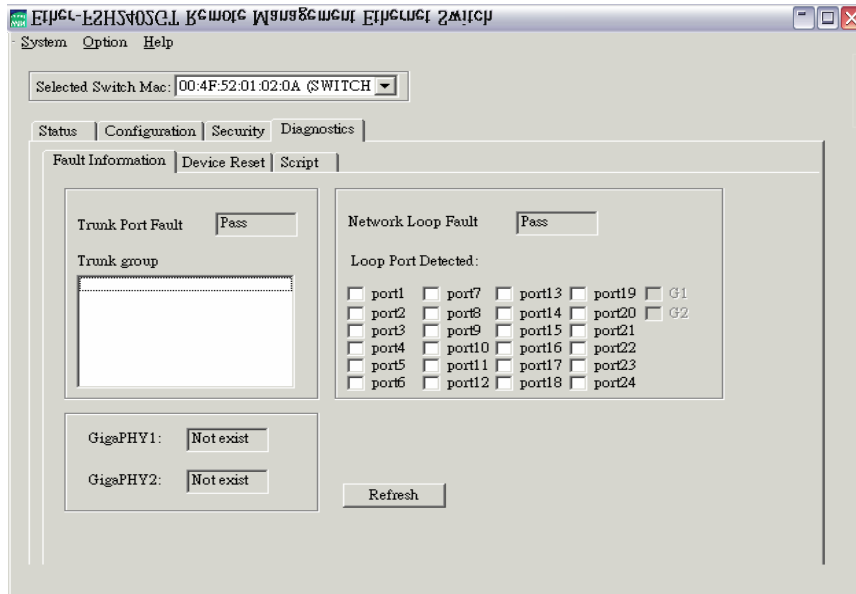 Ether-FSH2402GT Remote Management Ethernet Switch
System Option Help
Selected Switch Mac: 00:4F:52:01:02:0A (SWITCH
Status Configuration Security Diagnostics
Fault Information Device Reset Script
Trunk Port Fault Pass
Trunk group
Network Loop Fault Pass
Loop Port Detected:
port1 port7 port13 port19 G1
port2 port8 port14 port20 G2
port3 port9 port15 port21
port4 port10 port16 port22
port5 port11 port17 port23
port6 port12 port18 port24
GigaPHY1: Not exist
GigaPHY2: Not exist
Refresh